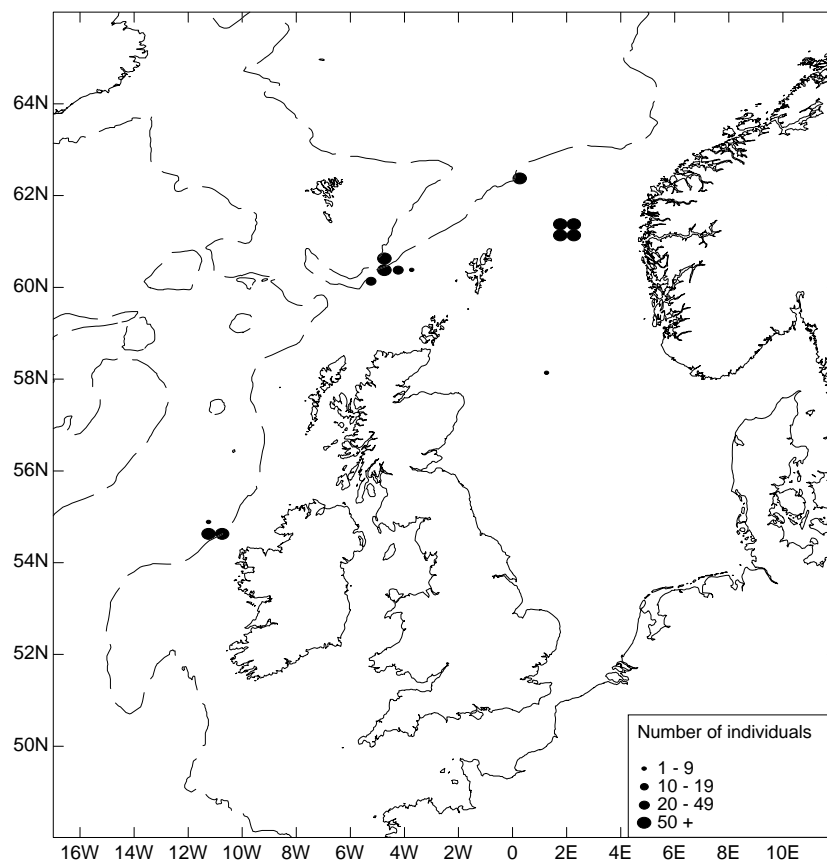 64N
62N
60N
58N
56N
54N
52N
50N
Number of individuals
1 - 9
10 - 19
20 - 49
50 +
16W 14W 12W 10W 8W 6W 4W 2W 0 2E 4E 6E 8E 10E